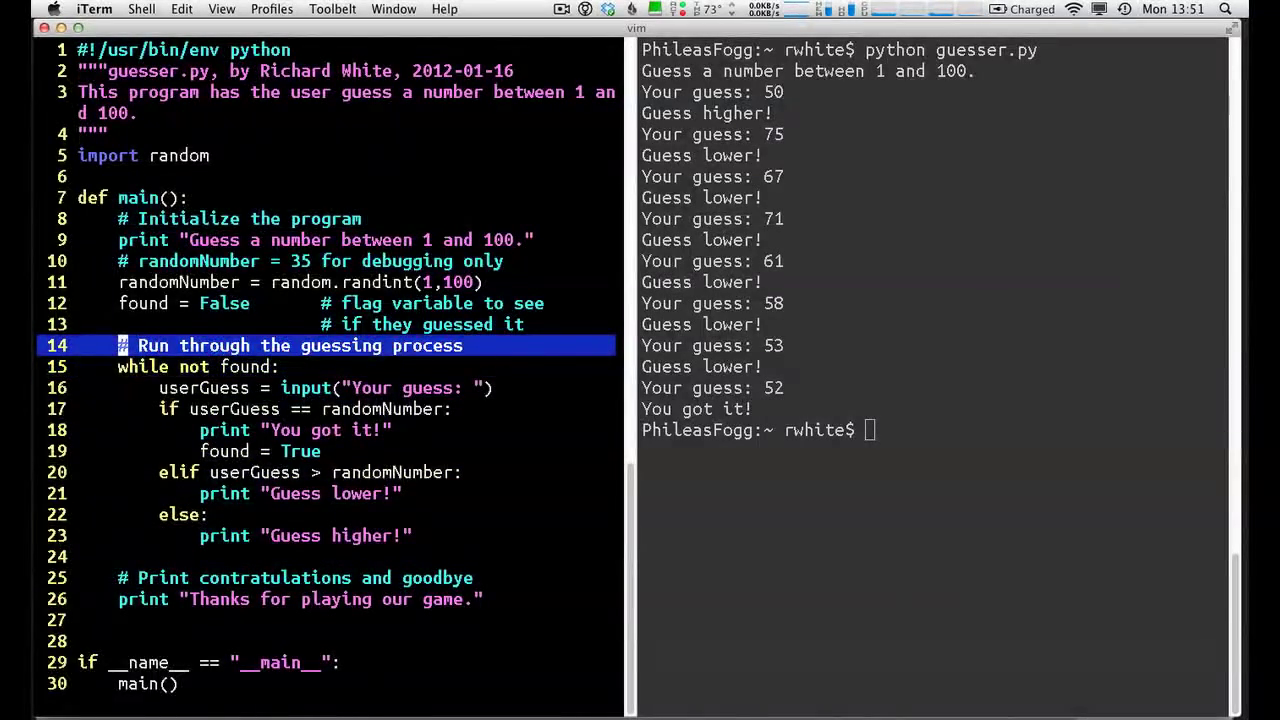 iTerm Shell Edit View Profiles Toolbelt Window Help 73° 0.0KB/s 0.0KB/s Charged Mon 13:51
vim
1 #!/usr/bin/env python
2 """guesser.py, by Richard White, 2012-01-16
3 This program has the user guess a number between 1 an
d 100.
4 """
5 import random
6
7 def main():
8 # Initialize the program
9 print "Guess a number between 1 and 100."
10 # randomNumber = 35 for debugging only
11 randomNumber = random.randint(1,100)
12 found = False # flag variable to see
13 # if they guessed it
14 # Run through the guessing process
15 while not found:
16 userGuess = input("Your guess: ")
17 if userGuess == randomNumber:
18 print "You got it!"
19 found = True
20 elif userGuess > randomNumber:
21 print "Guess lower!"
22 else:
23 print "Guess higher!"
24
25 # Print contratulations and goodbye
26 print "Thanks for playing our game."
27
28
29 if __name__ == "__main__":
30 main()
PhileasFogg:~ rwhite$ python guesser.py
Guess a number between 1 and 100.
Your guess: 50
Guess higher!
Your guess: 75
Guess lower!
Your guess: 67
Guess lower!
Your guess: 71
Guess lower!
Your guess: 61
Guess lower!
Your guess: 58
Guess lower!
Your guess: 53
Guess lower!
Your guess: 52
You got it!
PhileasFogg:~ rwhite$